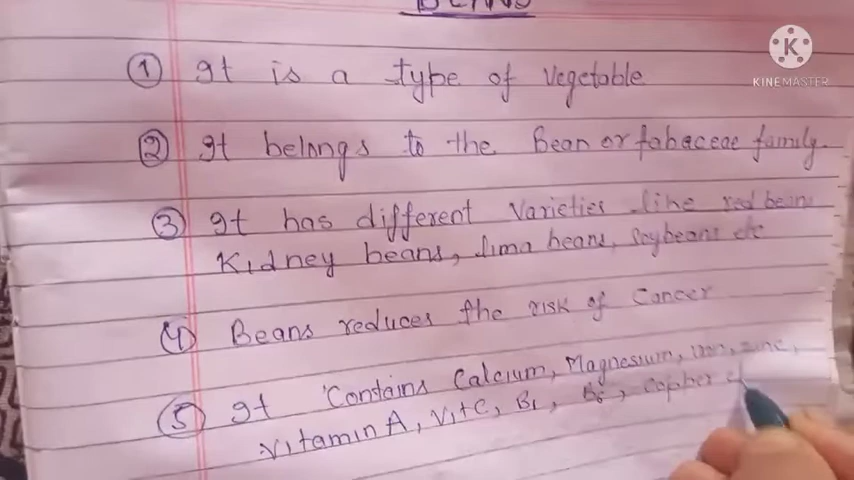 BEANS
① It is a type of vegetable
② It belongs to the Bean or fabaceae family.
③ It has different Varieties like red beans
Kidney beans, lima beans, Soybeans etc
④ Beans reduces the risk of Cancer
⑤ It Contains Calcium, Magnesium, iron, zinc,
Vitamin A, Vit C, B1, B6, Copher
K
KINEMASTER